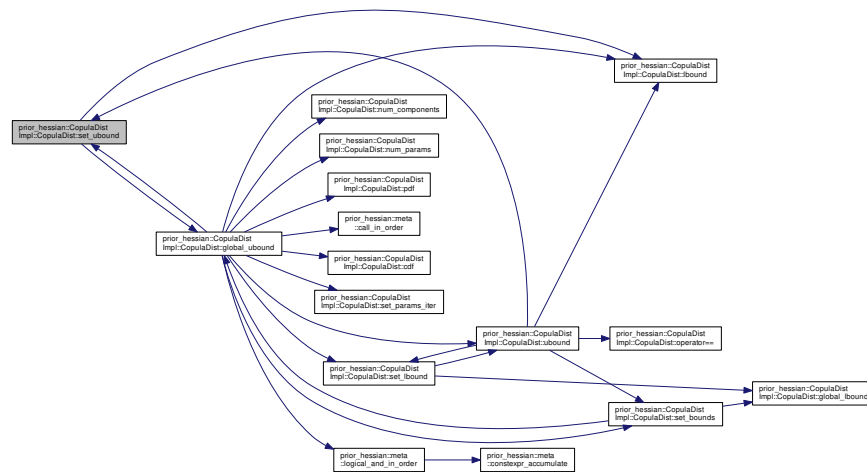 prior_hessian::CopulaDist
Impl::CopulaDist::set_ubound
prior_hessian::CopulaDist
Impl::CopulaDist::global_ubound
prior_hessian::CopulaDist
Impl::CopulaDist::num_components
prior_hessian::CopulaDist
Impl::CopulaDist::num_params
prior_hessian::CopulaDist
Impl::CopulaDist::pdf
prior_hessian::meta
::call_in_order
prior_hessian::CopulaDist
Impl::CopulaDist::cdf
prior_hessian::CopulaDist
Impl::CopulaDist::set_params_iter
prior_hessian::CopulaDist
Impl::CopulaDist::set_lbound
prior_hessian::meta
::logical_and_in_order
prior_hessian::CopulaDist
Impl::CopulaDist::ubound
prior_hessian::meta
::constexpr_accumulate
prior_hessian::CopulaDist
Impl::CopulaDist::lbound
prior_hessian::CopulaDist
Impl::CopulaDist::operator==
prior_hessian::CopulaDist
Impl::CopulaDist::set_bounds
prior_hessian::CopulaDist
Impl::CopulaDist::global_lbound